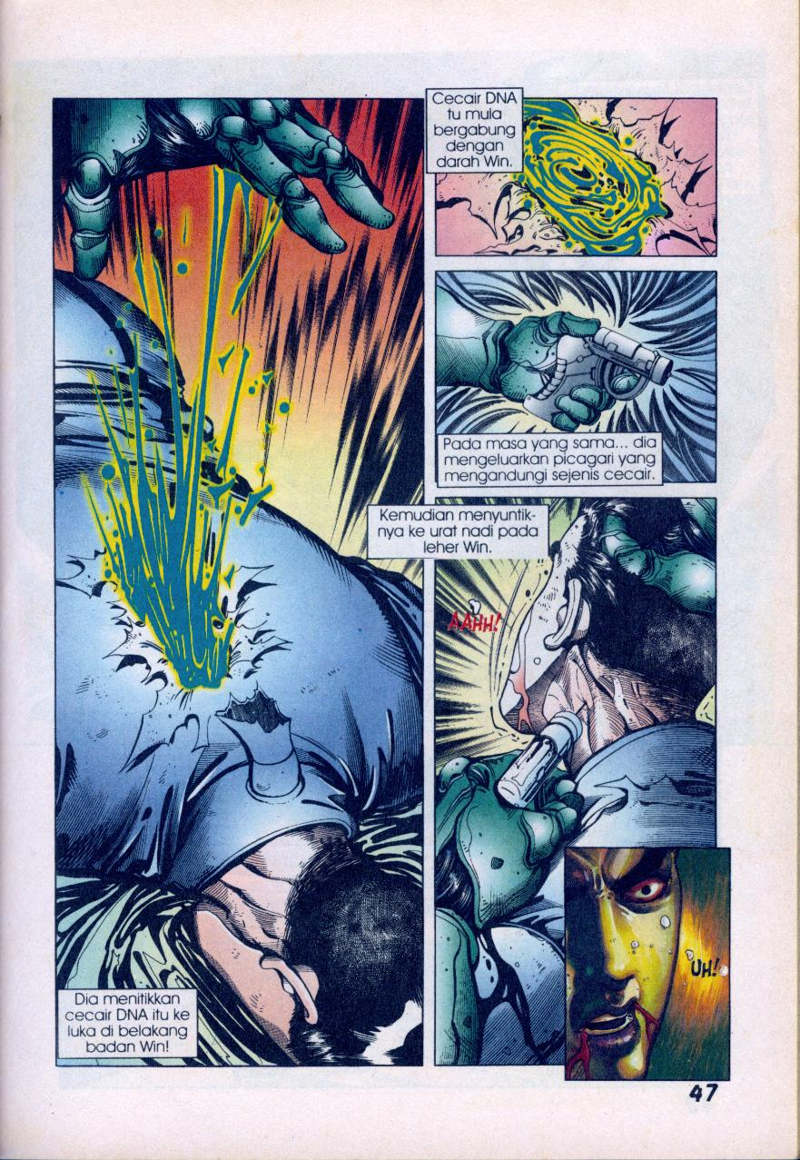 Dia menitikkan
cecair DNA itu ke
luka di belakang
badan Win!
Cecair DNA
tu mula
bergabung
dengan
darah Win.
Pada masa yang sama... dia
mengeluarkan picagari yang
mengandungi sejenis cecair.
Kemudian menyuntik-
nya ke urat nadi pada
leher Win.
AAHH!
UH!
47